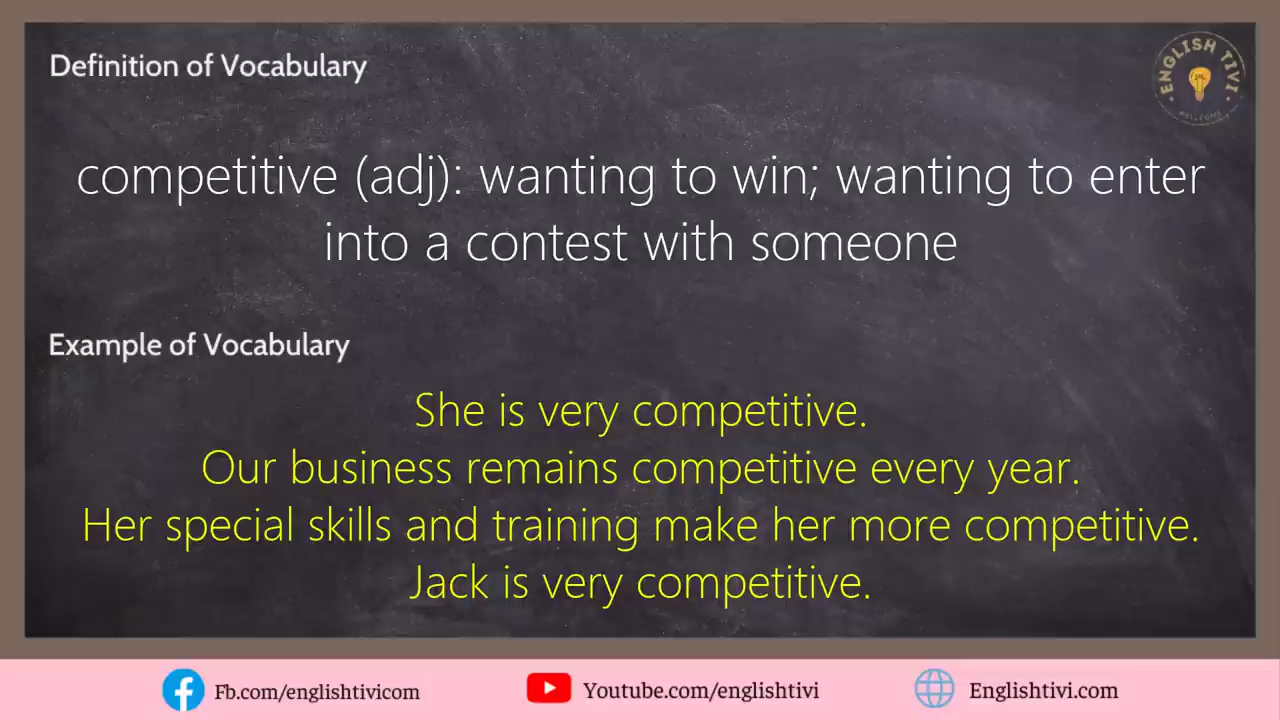 Definition of Vocabulary
ENGLISH TIVI
competitive (adj): wanting to win; wanting to enter
into a contest with someone
Example of Vocabulary
She is very competitive.
Our business remains competitive every year.
Her special skills and training make her more competitive.
Jack is very competitive.
Fb.com/englishtivicom
Youtube.com/englishtivi
Englishtivi.com